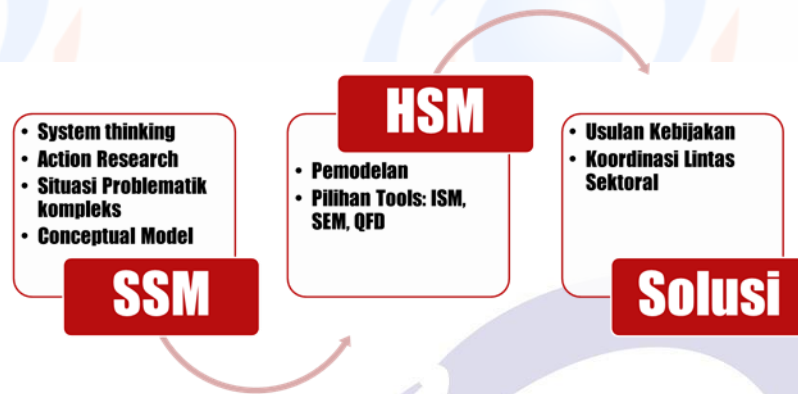 • System thinking
• Action Research
• Situasi Problematik
kompleks
• Conceptual Model
SSM
HSM
• Pemodelan
• Pilihan Tools: ISM,
SEM, QFD
• Usulan Kebijakan
• Koordinasi Lintas
Sektoral
Solusi